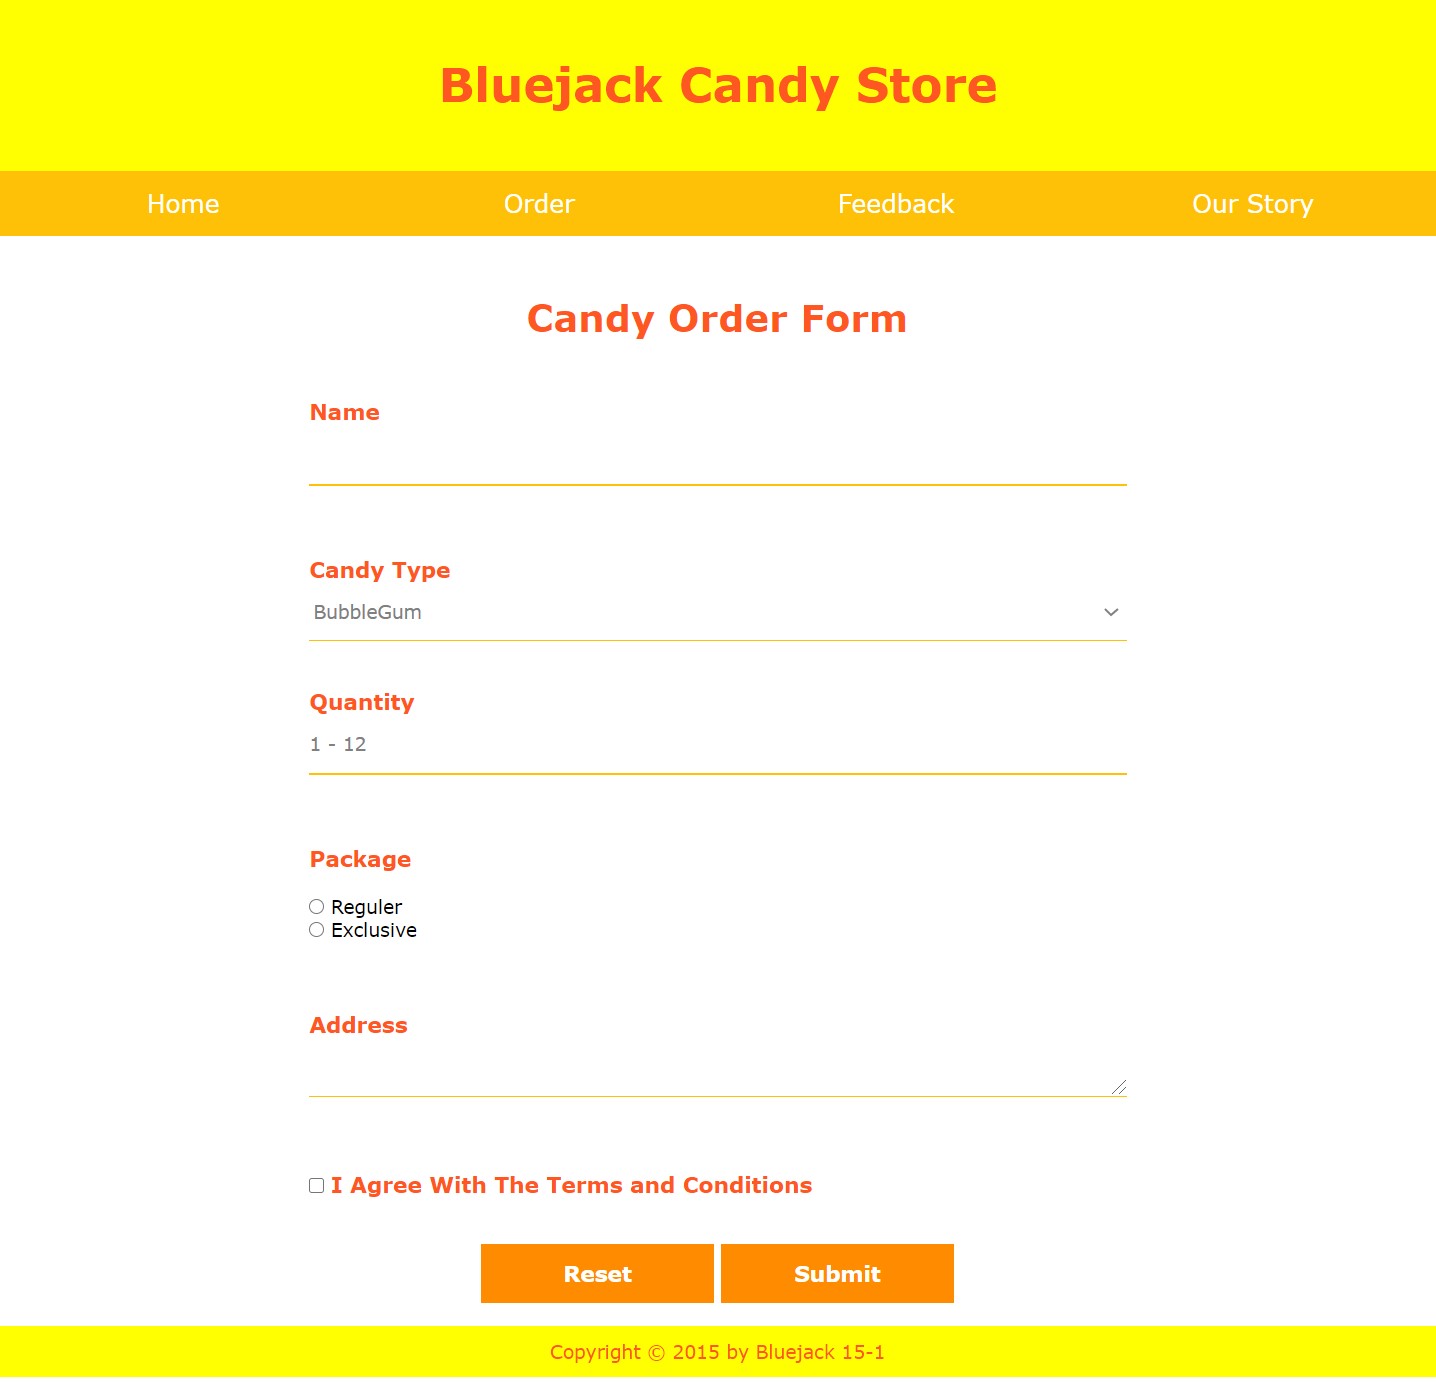 Bluejack Candy Store
Home Order Feedback Our Story
Candy Order Form
Name
Candy Type
BubbleGum
Quantity
1 - 12
Package
Reguler
Exclusive
Address
I Agree With The Terms and Conditions
Reset Submit
Copyright © 2015 by Bluejack 15-1